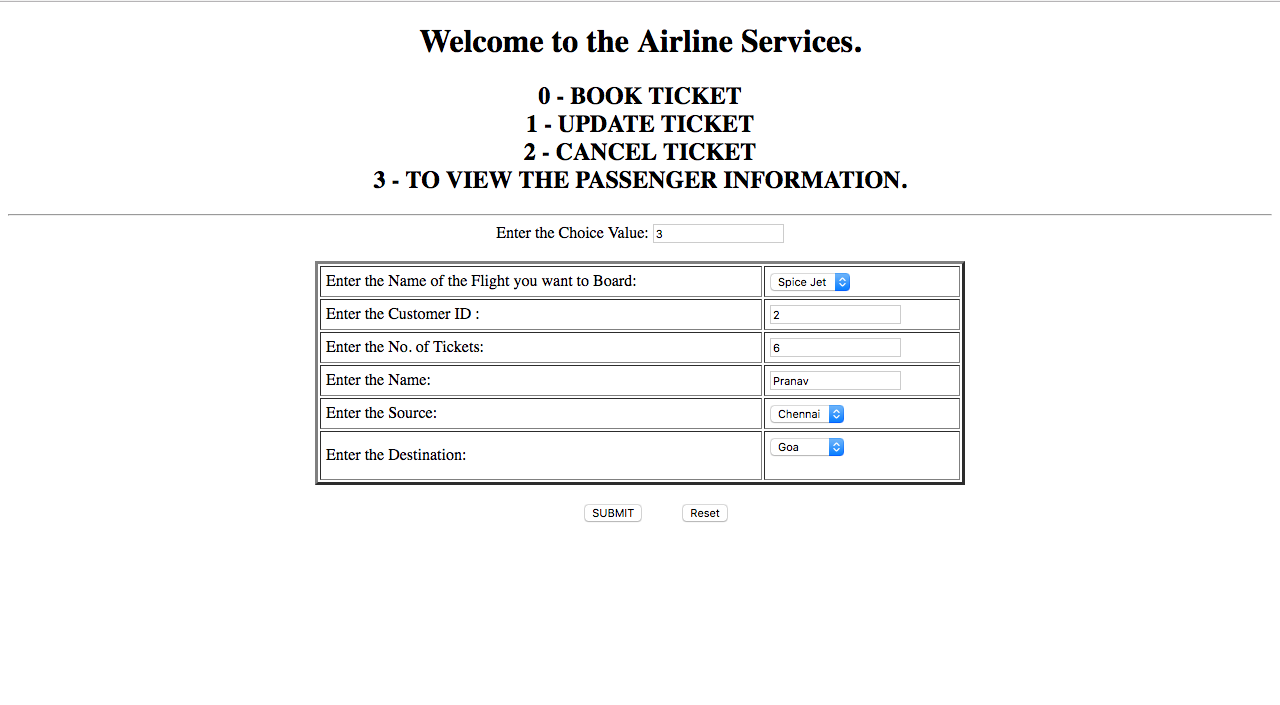 Welcome to the Airline Services.
0 - BOOK TICKET
1 - UPDATE TICKET
2 - CANCEL TICKET
3 - TO VIEW THE PASSENGER INFORMATION.
Enter the Choice Value: 3
Enter the Name of the Flight you want to Board: Spice Jet
Enter the Customer ID : 2
Enter the No. of Tickets: 6
Enter the Name: Pranav
Enter the Source: Chennai
Enter the Destination: Goa
SUBMIT Reset